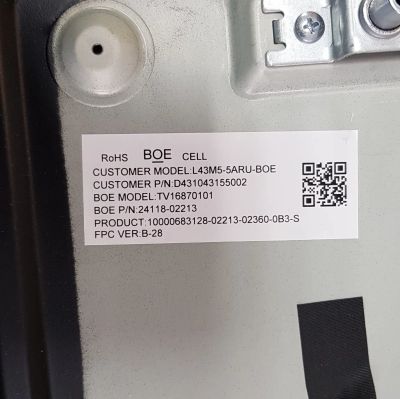 RoHS BOE CELL
CUSTOMER MODEL:L43M5-5ARU-BOE
CUSTOMER P/N:D431043155002
BOE MODEL:TV16870101
BOE P/N:24118-02213
PRODUCT:10000683128-02213-02360-0B3-S
FPC VER:B-28